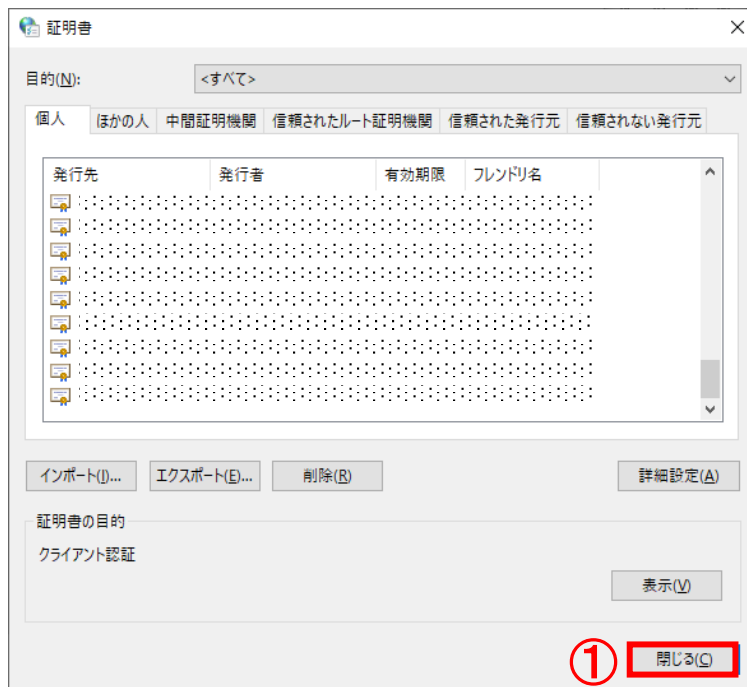 証明書
目的(N): <すべて>
個人 ほかの人 中間証明機関 信頼されたルート証明機関 信頼された発行元 信頼されない発行元
発行先 発行者 有効期限 フレンドリ名
インポート(I)... エクスポート(E)... 削除(R) 詳細設定(A)
証明書の目的
クライアント認証
表示(V)
① 閉じる(C)